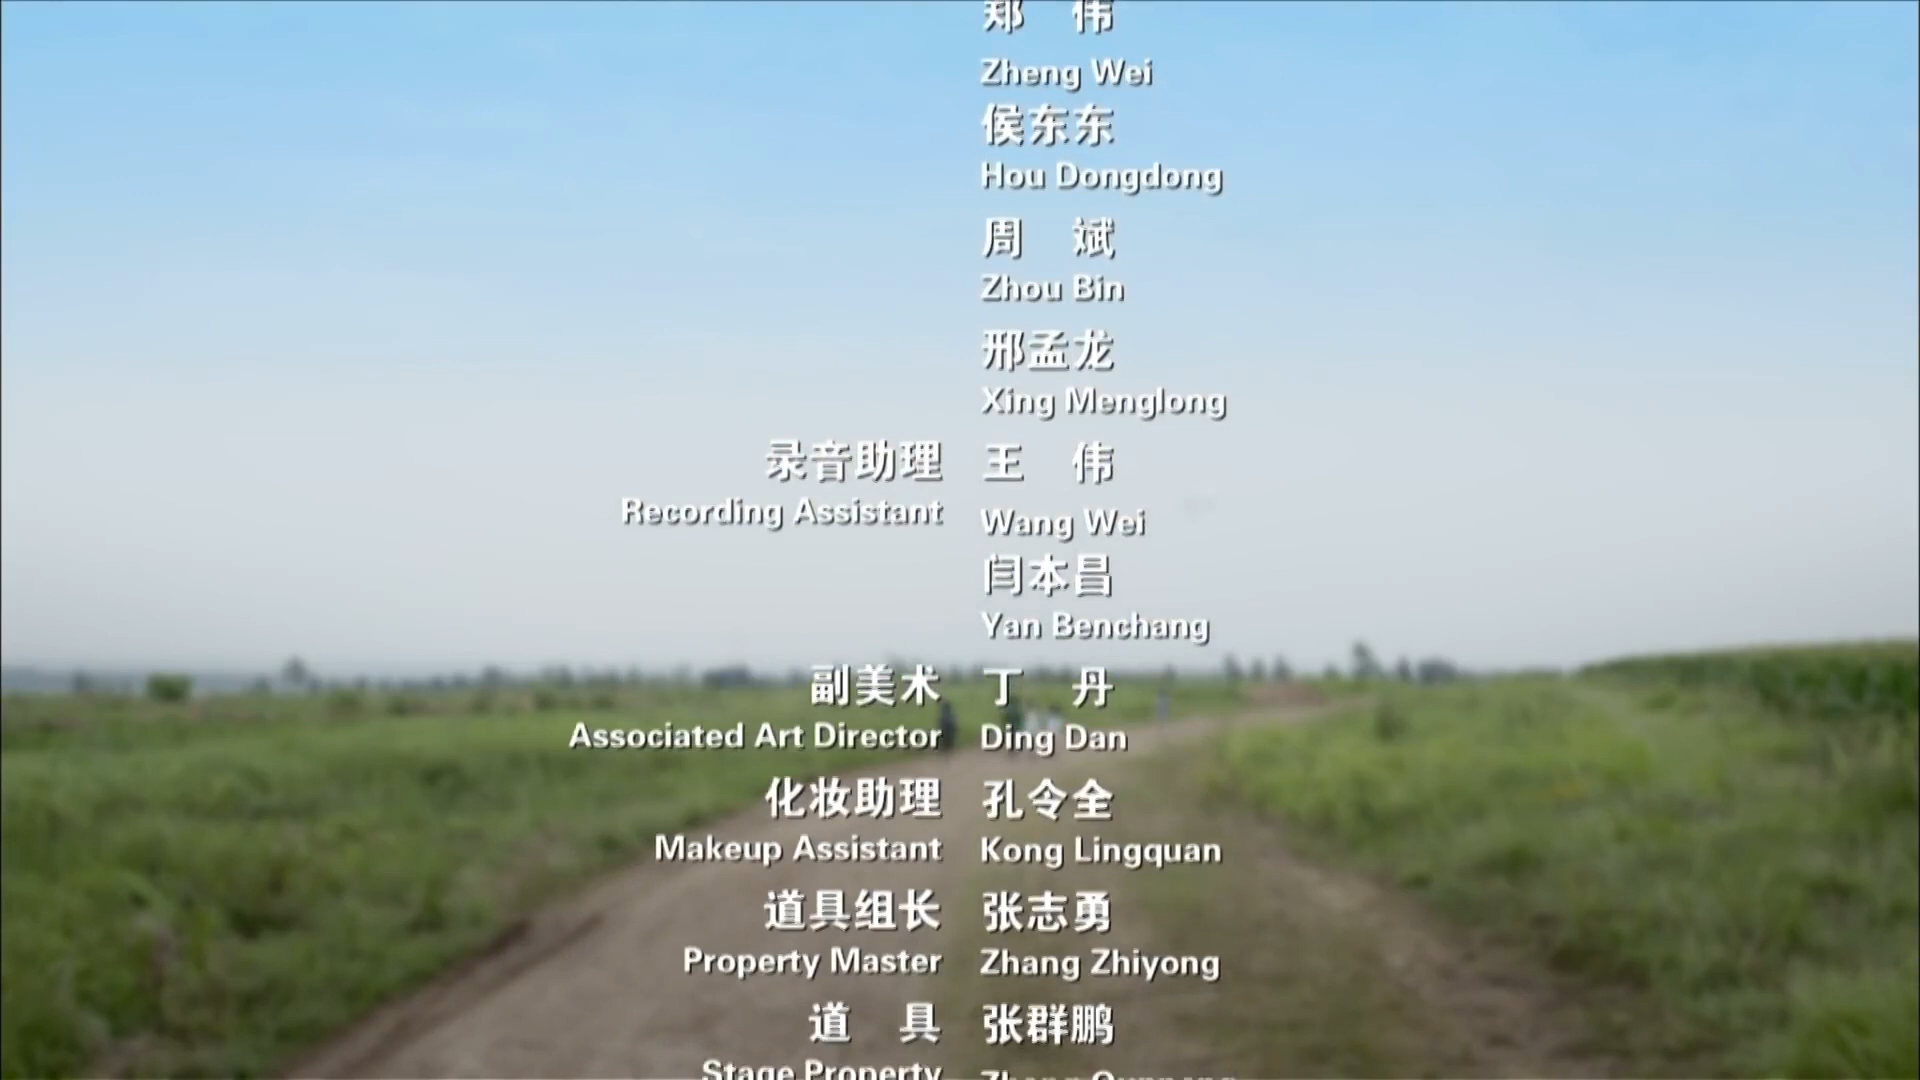 郑 伟
Zheng Wei
侯东东
Hou Dongdong
周 斌
Zhou Bin
邢孟龙
Xing Menglong
录音助理 王 伟
Recording Assistant Wang Wei
闫本昌
Yan Benchang
副美术 丁 丹
Associated Art Director Ding Dan
化妆助理 孔令全
Makeup Assistant Kong Lingquan
道具组长 张志勇
Property Master Zhang Zhiyong
道 具 张群鹏
Stage Property Zhang Qunpeng